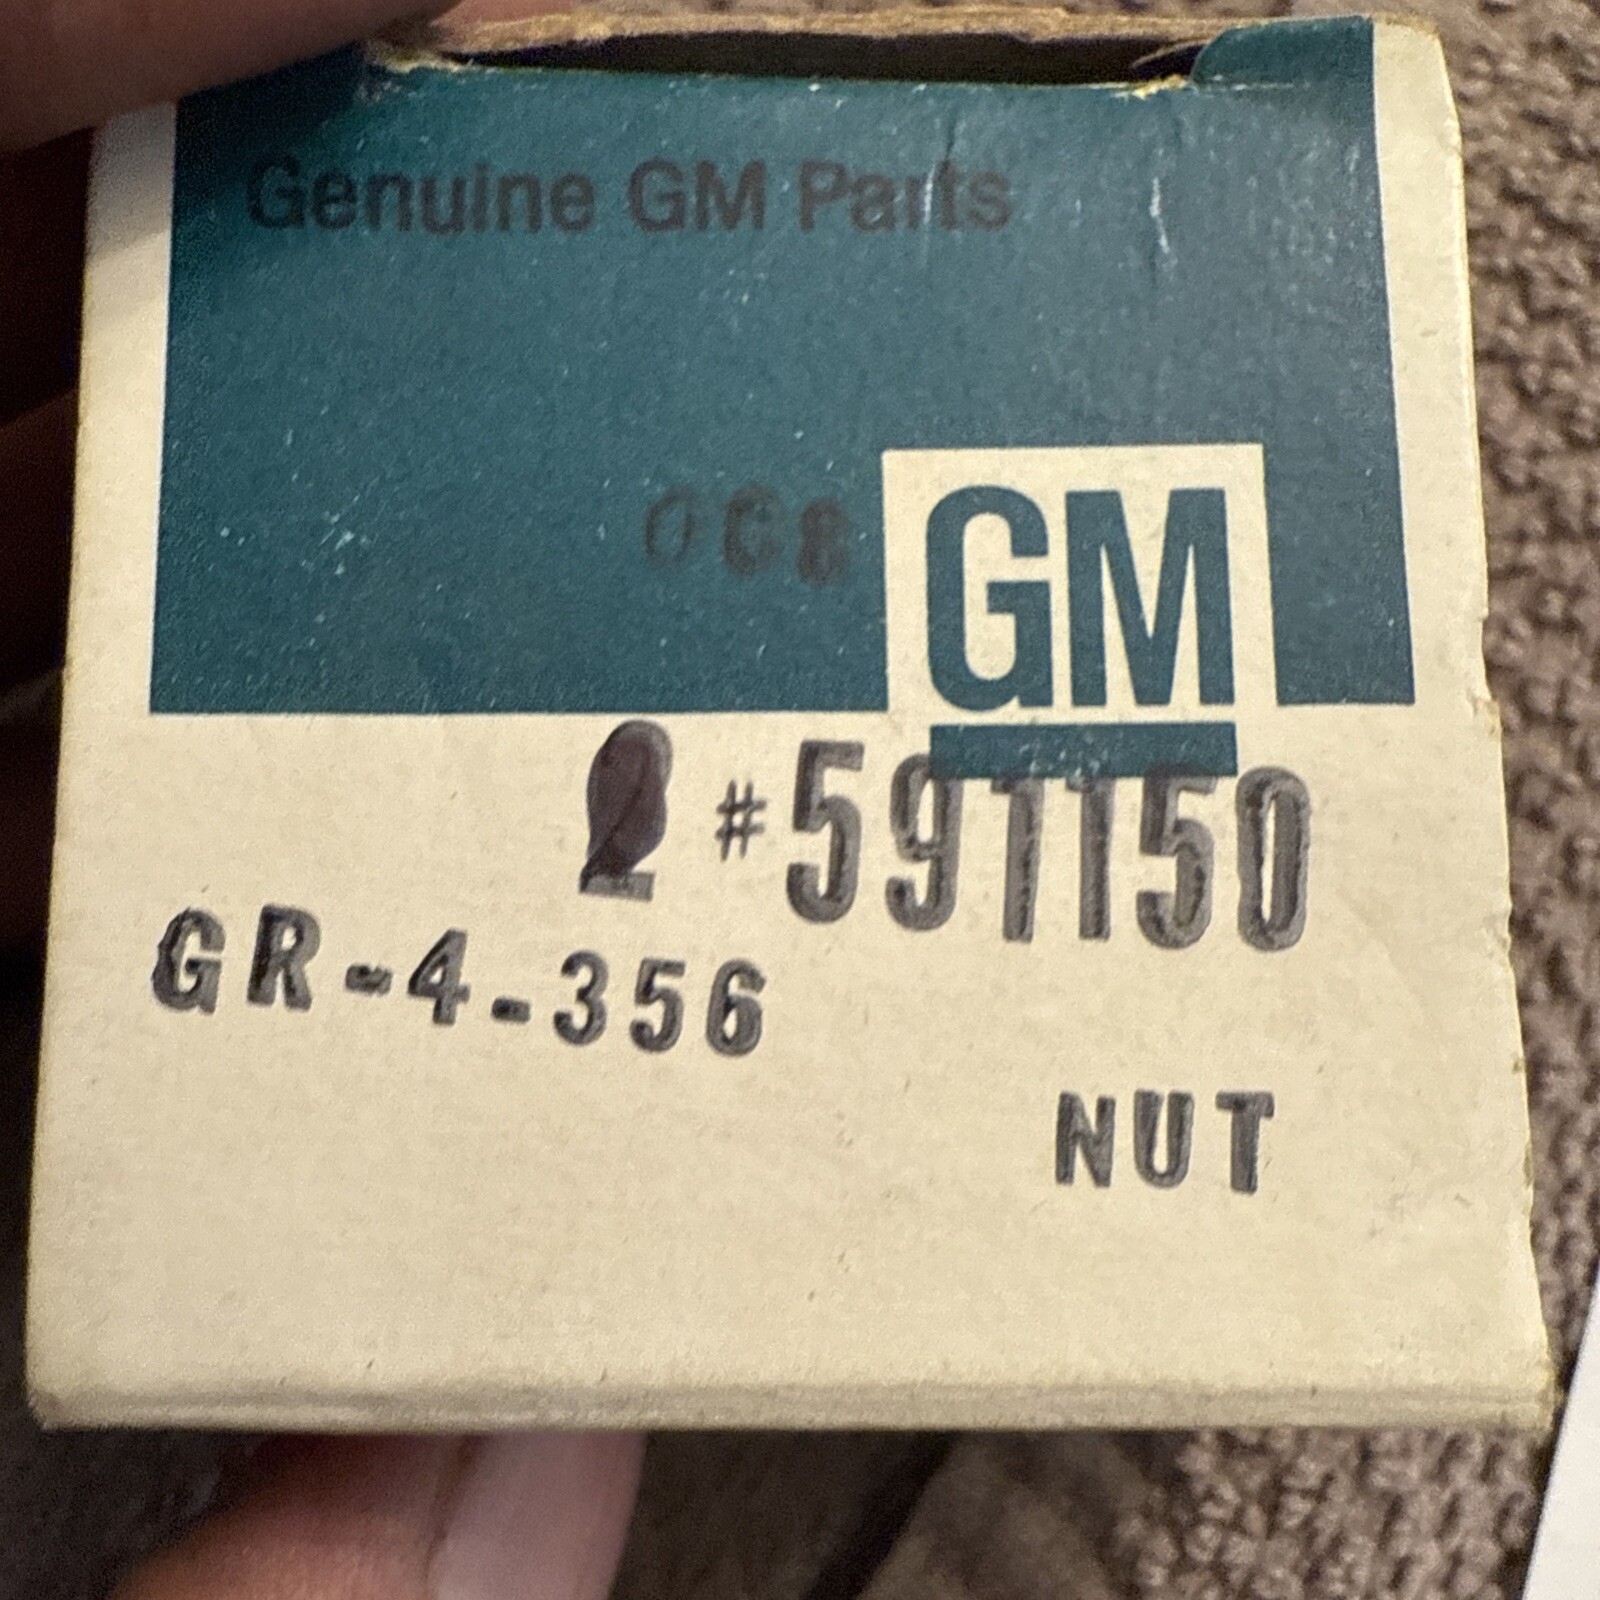 Genuine GM Parts
OC8
GM
2 #591150
GR-4-356
NUT